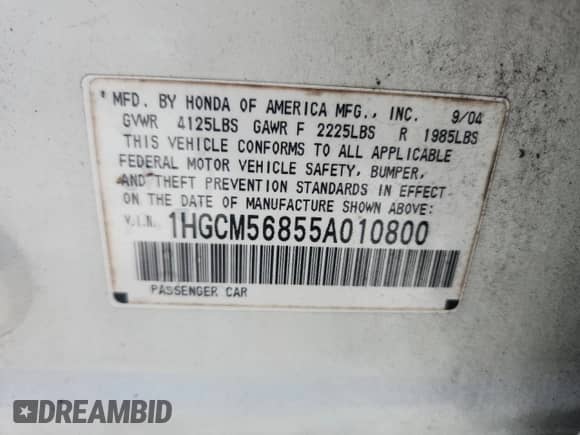 * MFD. BY HONDA OF AMERICA MFG., INC. 9/04
GVWR 4125LBS GAWR F 2225LBS R 1985LBS
THIS VEHICLE CONFORMS TO ALL APPLICABLE
FEDERAL MOTOR VEHICLE SAFETY, BUMPER,
AND THEFT PREVENTION STANDARDS IN EFFECT
ON THE DATE OF MANUFACTURE SHOWN ABOVE:
V.I.N. 1HGCM56855A010800
PASSENGER CAR
DREAMBID